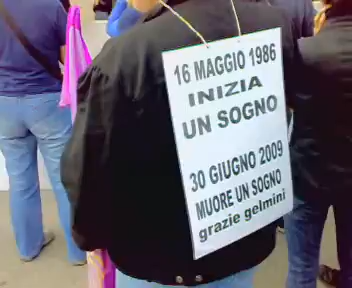 16 MAGGIO 1986
INIZIA
UN SOGNO
30 GIUGNO 2009
MUORE UN SOGNO
grazie gelmini